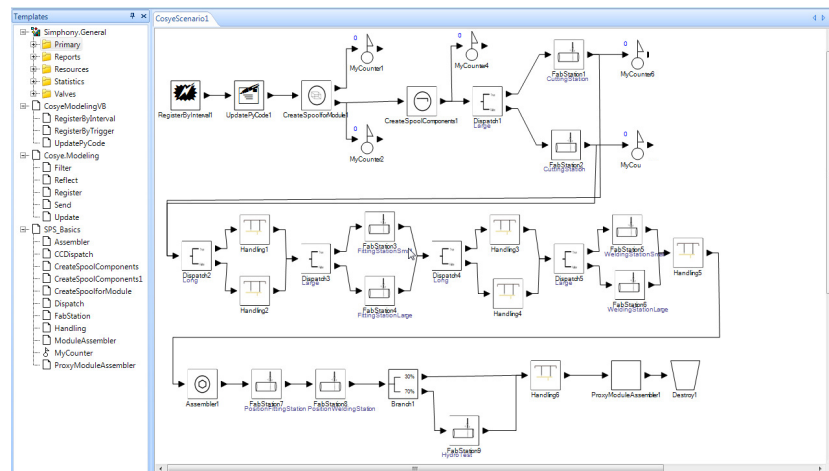 Templates
CosyeScenario1
Simphony.General
Primary
Reports
Resources
Statistics
Valves
CosyeModelingVB
RegisterByInterval
RegisterByTrigger
UpdatePyCode
Cosye.Modeling
Filter
Reflect
Register
Send
Update
SPS_Basics
Assembler
CCDispatch
CreateSpoolComponents
CreateSpoolComponents1
CreateSpoolforModule
Dispatch
FabStation
Handling
ModuleAssembler
MyCounter
ProxyModuleAssembler
0
MyCounter1
0
MyCounter4
FabStation1
CuttingStation
0
MyCounter6
RegisterByInterval1
UpdatePyCode1
CreateSpoolforModule1
CreateSpoolComponents1
Dispatch1
Large
0
MyCounter2
FabStation2
CuttingStation
0
MyCou
Dispatch2
Long
Handling1
Handling2
Dispatch3
Large
FabStation3
FabStation4
FittingStationLarge
Dispatch4
Long
Handling3
Handling4
Dispatch5
Large
FabStation5
FabStation6
WeldingStationLarge
Handling5
Assembler1
FabStation7
PositionFittingStation
FabStation8
PositionWeldingStation
30%
70%
Branch1
FabStation9
HydroTest
Handling6
ProxyModuleAssembler1
Destroy1